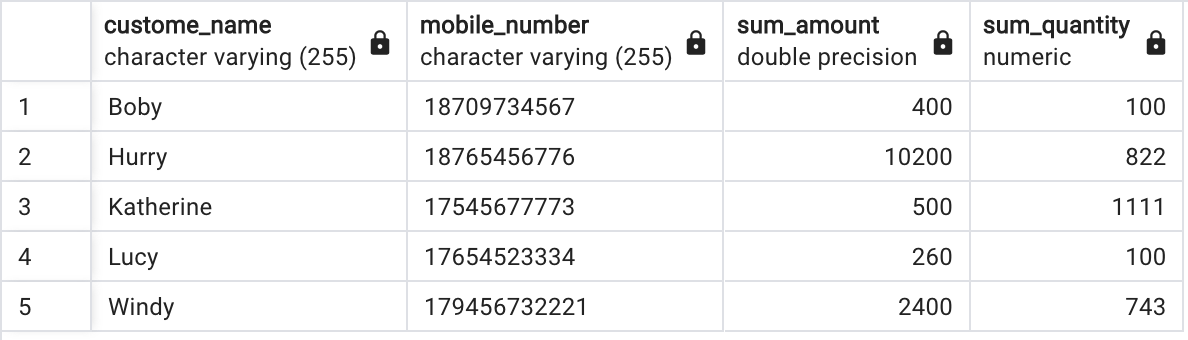 custome_name mobile_number sum_amount sum_quantity
character varying (255) character varying (255) double precision numeric
1 Boby 18709734567 400 100
2 Hurry 18765456776 10200 822
3 Katherine 17545677773 500 1111
4 Lucy 17654523334 260 100
5 Windy 179456732221 2400 743